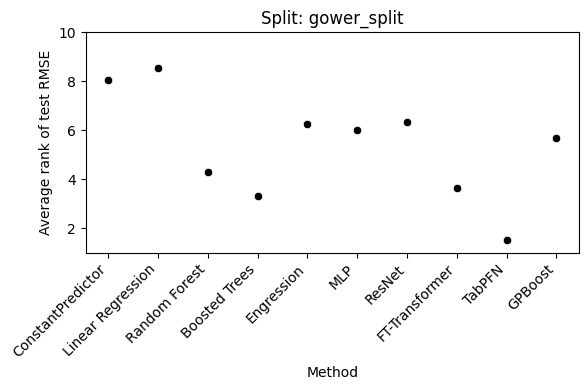 Split: gower_split
Average rank of test RMSE
10
8
6
4
2
ConstantPredictor
Linear Regression
Random Forest
Boosted Trees
Engression
MLP
ResNet
FT-Transformer
TabPFN
GPBoost
Method